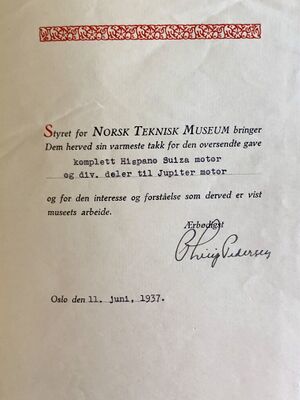 Styret for NORSK TEKNISK MUSEUM bringer
Dem herved sin varmeste takk for den oversendte gave
komplett Hispano Suiza motor
og div. deler til Jupiter motor
og for den interesse og forståelse som derved er vist
museets arbeide.
Ærbødigst
Pedersen
Oslo den 11. juni, 1937.